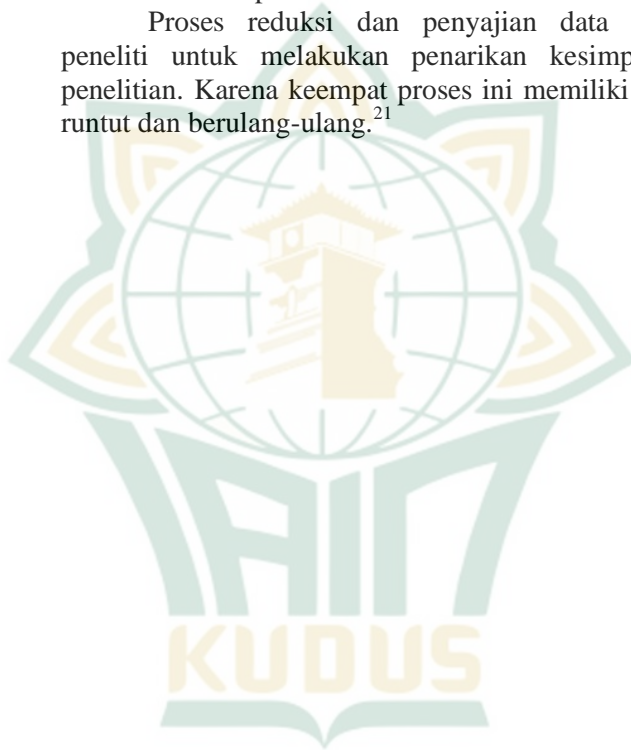 Proses reduksi dan penyajian data
peneliti untuk melakukan penarikan
penelitian. Karena keempat proses ini memiliki
runtut dan berulang-ulang.21
IAIN
KUDUS